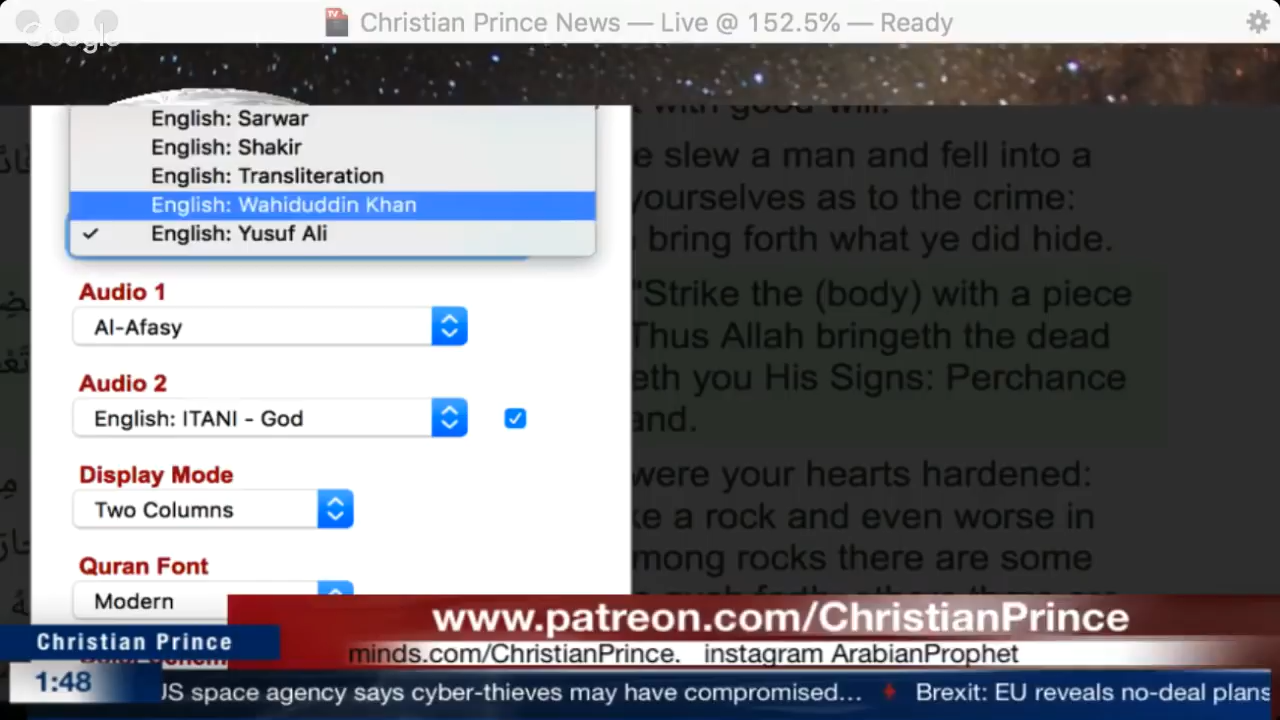 Christian Prince News — Live @ 152.5% — Ready
Google
English: Sarwar
English: Shakir
English: Transliteration
English: Wahiduddin Khan
English: Yusuf Ali
with good will.
slew a man and fell into a
yourselves as to the crime:
bring forth what ye did hide.
"Strike the (body) with a piece
Thus Allah bringeth the dead
eth you His Signs: Perchance
and.
were your hearts hardened:
a rock and even worse in
mong rocks there are some
Audio 1
Al-Afasy
Audio 2
English: ITANI - God
Display Mode
Two Columns
Quran Font
Modern
www.patreon.com/ChristianPrince
Christian Prince
minds.com/ChristianPrince. instagram ArabianProphet
1:48
US space agency says cyber-thieves may have compromised... Brexit: EU reveals no-deal plans